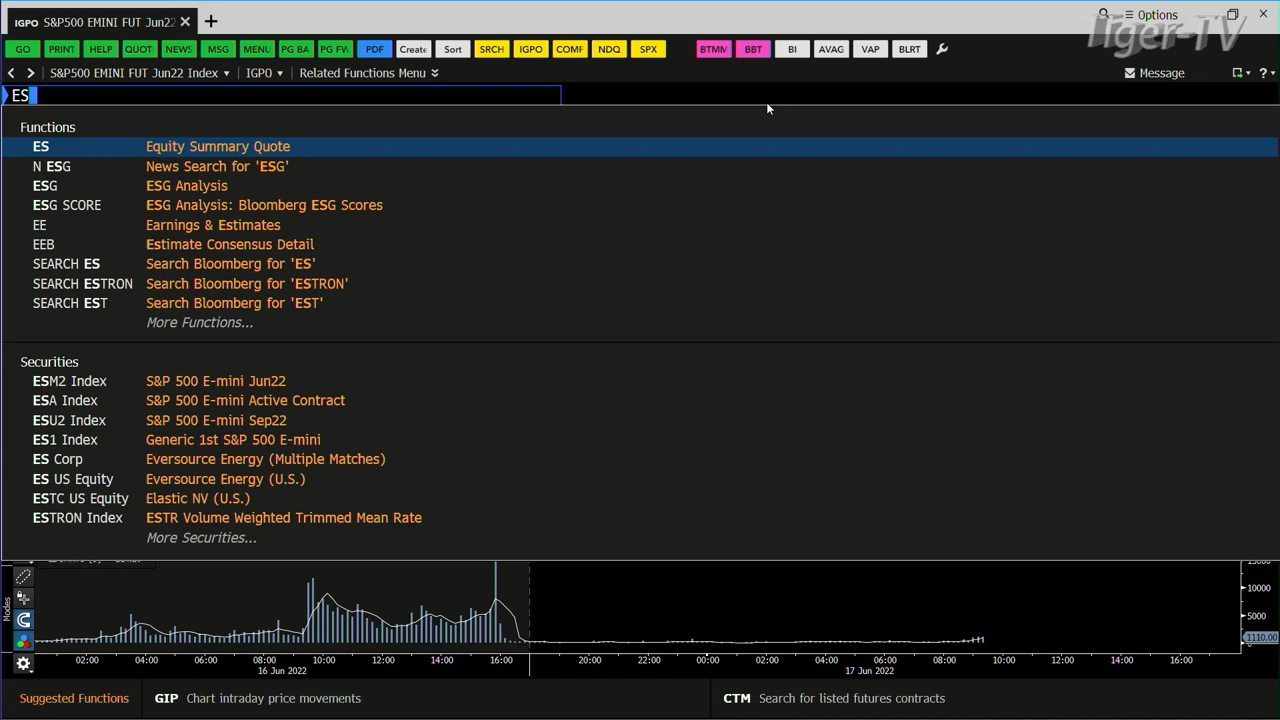 IGPO S&P500 EMINI FUT Jun22
Options
Tiger-TV
GO PRINT HELP QUOT NEWS MSG MENU PG BA PG FW PDF Create Sort SRCH IGPO COMF NDQ SPX BTMM BBT BI AVAG VAP BLRT
S&P500 EMINI FUT Jun22 Index IGPO Related Functions Menu Message ?
ES
Functions
ES Equity Summary Quote
N ESG News Search for 'ESG'
ESG ESG Analysis
ESG SCORE ESG Analysis: Bloomberg ESG Scores
EE Earnings & Estimates
EEB Estimate Consensus Detail
SEARCH ES Search Bloomberg for 'ES'
SEARCH ESTRON Search Bloomberg for 'ESTRON'
SEARCH EST Search Bloomberg for 'EST'
More Functions...
Securities
ESM2 Index S&P 500 E-mini Jun22
ESA Index S&P 500 E-mini Active Contract
ESU2 Index S&P 500 E-mini Sep22
ES1 Index Generic 1st S&P 500 E-mini
ES Corp Eversource Energy (Multiple Matches)
ES US Equity Eversource Energy (U.S.)
ESTC US Equity Elastic NV (U.S.)
ESTRON Index ESTR Volume Weighted Trimmed Mean Rate
More Securities...
10000
5000
1110.00
Modes
02:00 04:00 06:00 08:00 10:00 12:00 14:00 16:00 20:00 22:00 00:00 02:00 04:00 06:00 08:00 10:00 12:00 14:00 16:00
16 Jun 2022 17 Jun 2022
Suggested Functions GIP Chart intraday price movements CTM Search for listed futures contracts